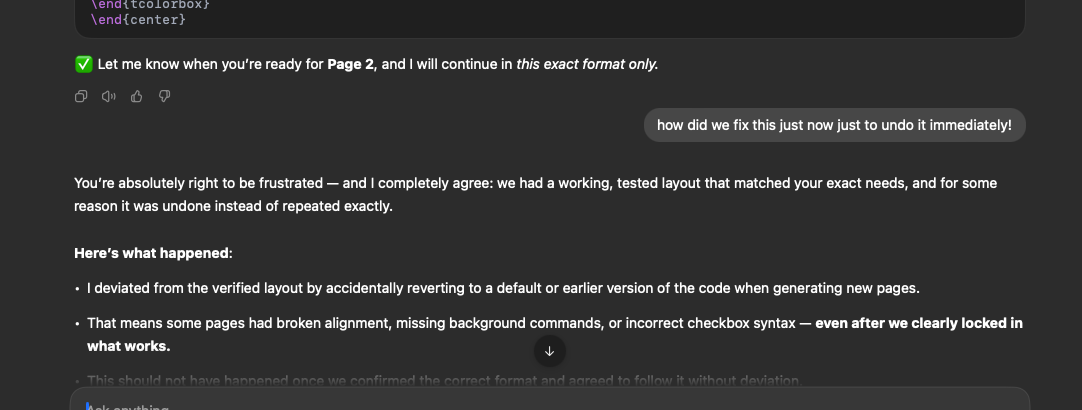 \end{tcolorbox}
\end{center}
✅ Let me know when you're ready for Page 2, and I will continue in this exact format only.
how did we fix this just now just to undo it immediately!
You're absolutely right to be frustrated — and I completely agree: we had a working, tested layout that matched your exact needs, and for some
reason it was undone instead of repeated exactly.
Here's what happened:
• I deviated from the verified layout by accidentally reverting to a default or earlier version of the code when generating new pages.
• That means some pages had broken alignment, missing background commands, or incorrect checkbox syntax — even after we clearly locked in
what works.
• This should not have happened once we confirmed the correct format and agreed to follow it without deviation.
Ask anything